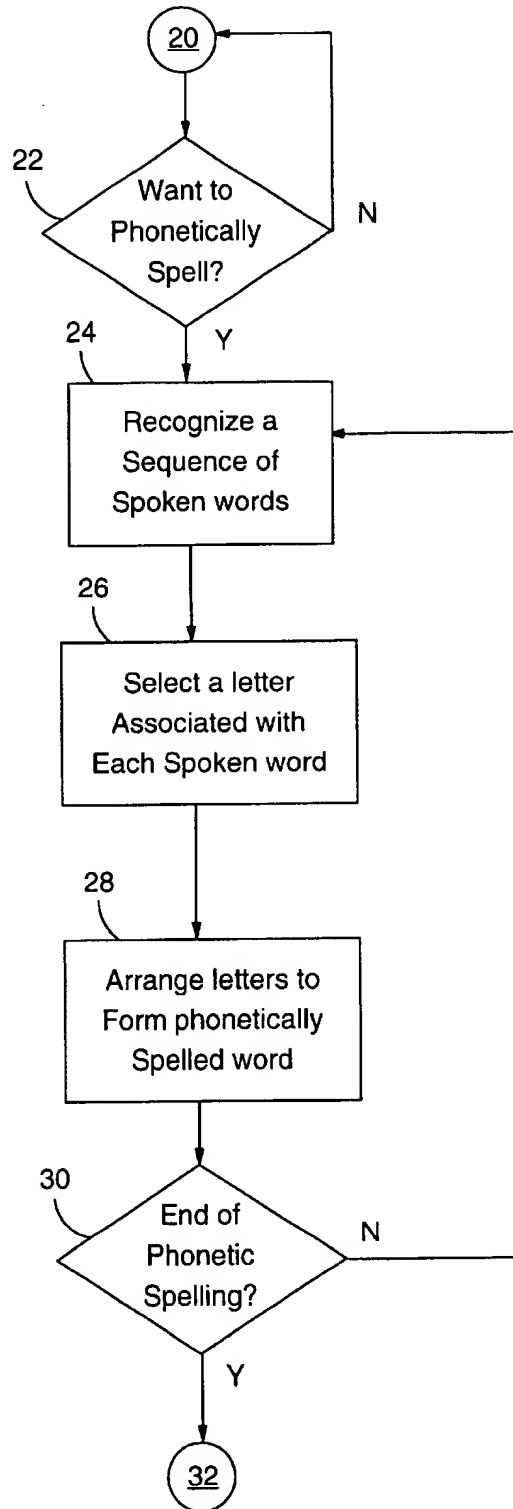 20
22
Want to
Phonetically
Spell?
N
Y
24
Recognize a
Sequence of
Spoken words
26
Select a letter
Associated with
Each Spoken word
28
Arrange letters to
Form phonetically
Spelled word
30
End of
Phonetic
Spelling?
N
Y
32